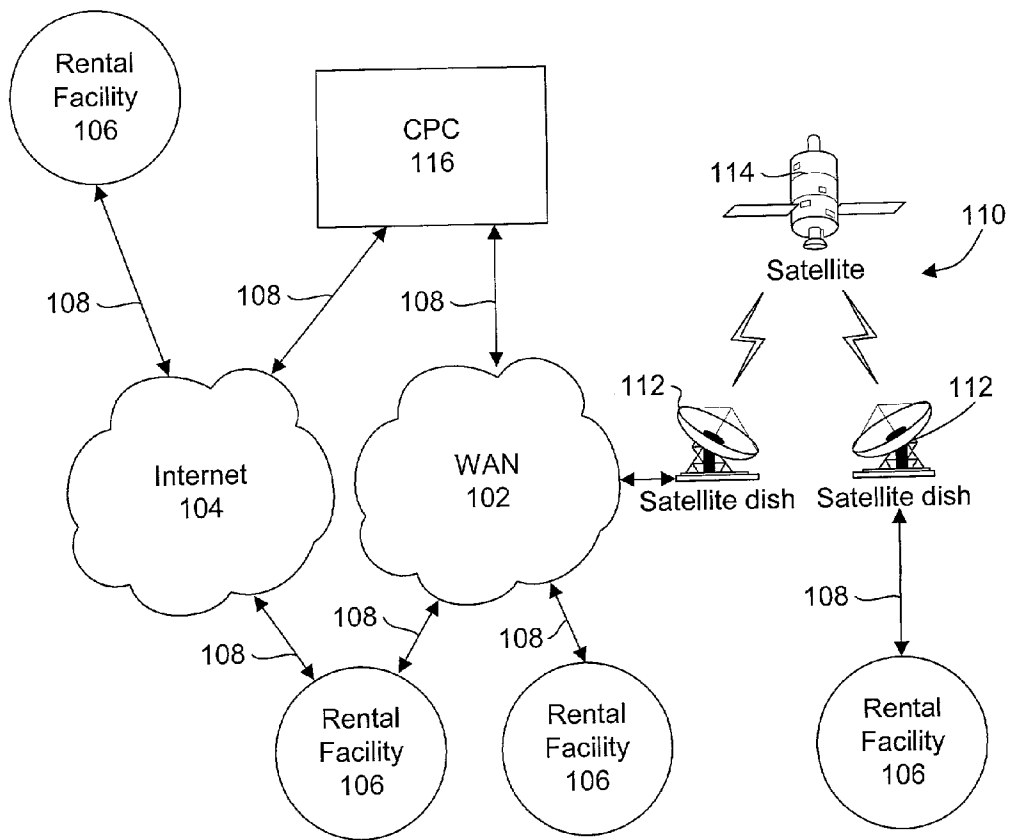 Rental
Facility
106
CPC
116
114
110
Satellite
108
108
108
112
112
Internet
104
WAN
102
Satellite dish
Satellite dish
108
108
108
108
Rental
Facility
106
Rental
Facility
106
Rental
Facility
106